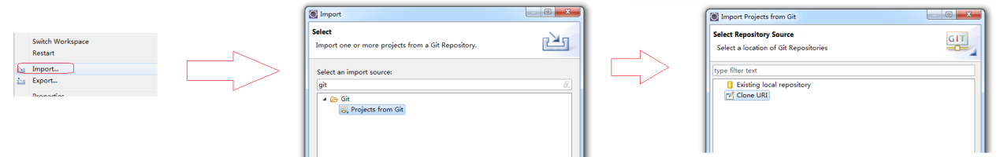 Switch Workspace
Restart
Import...
Export...
Properties
Import
Select
Import one or more projects from a Git Repository.
Select an import source:
git
Git
Projects from Git
Import Projects from Git
Select Repository Source
Select a location of Git Repositories
GIT
type filter text
Existing local repository
Clone URI